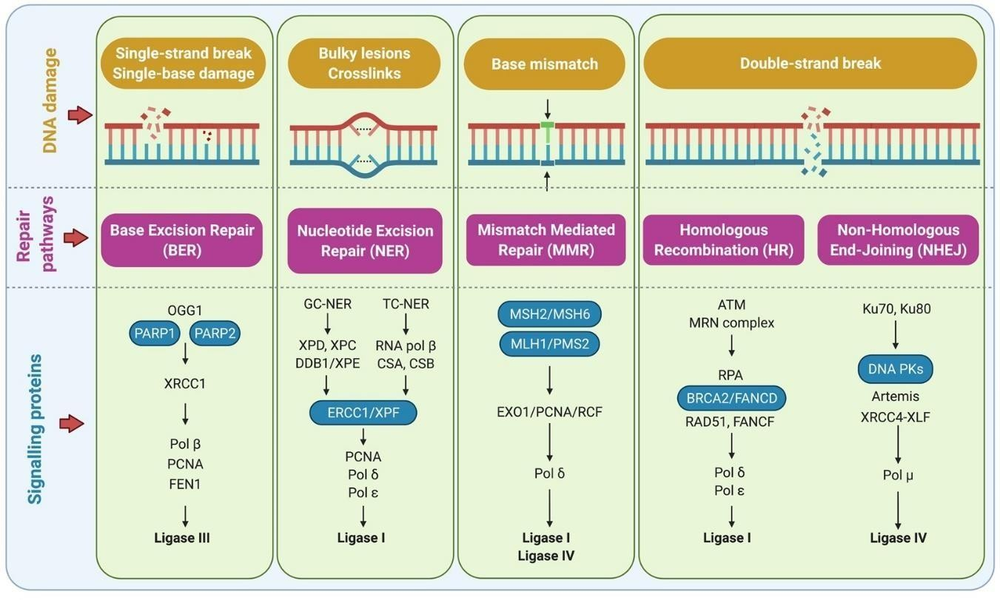 DNA damage
Single-strand break
Single-base damage
Bulky lesions
Crosslinks
Base mismatch
Double-strand break
Repair
pathways
Base Excision Repair
(BER)
Nucleotide Excision
Repair (NER)
Mismatch Mediated
Repair (MMR)
Homologous
Recombination (HR)
Non-Homologous
End-Joining (NHEJ)
Signalling proteins
OGG1
PARP1 PARP2
XRCC1
Pol β
PCNA
FEN1
Ligase III
GC-NER TC-NER
XPD, XPC RNA pol β
DDB1/XPE CSA, CSB
ERCC1/XPF
PCNA
Pol δ
Pol ε
Ligase I
MSH2/MSH6
MLH1/PMS2
EXO1/PCNA/RCF
Pol δ
Ligase I
Ligase IV
ATM
MRN complex
RPA
BRCA2/FANCD
RAD51, FANCF
Pol δ
Pol ε
Ligase I
Ku70, Ku80
DNA PKs
Artemis
XRCC4-XLF
Pol μ
Ligase IV